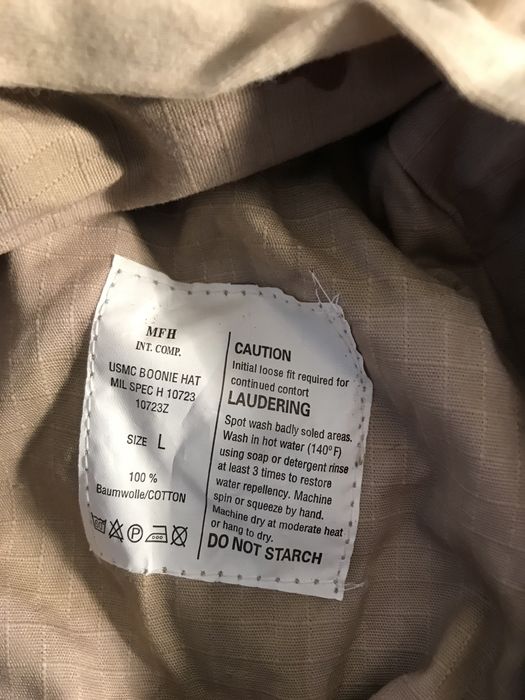 MFH
INT. COMP.
USMC BOONIE HAT
MIL SPEC H 10723
10723Z
SIZE L
100 %
Baumwolle/COTTON
P
CAUTION
Initial loose fit required for
continued contort
LAUDERING
Spot wash badly soled areas.
Wash in hot water (140°F)
using soap or detergent rinse
at least 3 times to restore
water repellency. Machine
spin or squeeze by hand.
Machine dry at moderate heat
or hang to dry.
DO NOT STARCH